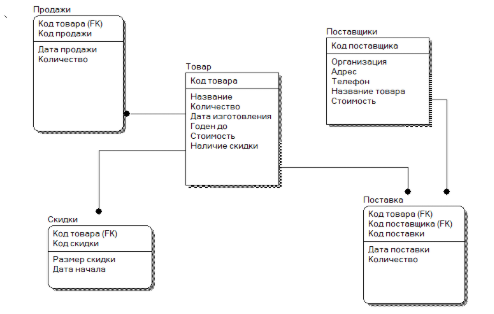 Продажи
Код товара (FK)
Код продажи
Дата продажи
Количество
Поставщики
Код поставщика
Организация
Адрес
Телефон
Название товара
Стоимость
Товар
Код товара
Название
Количество
Дата изготовления
Годен до
Стоимость
Наличие скидки
Скидки
Код товара (FK)
Код скидки
Размер скидки
Дата начала
Поставка
Код товара (FK)
Код поставщика (FK)
Код поставки
Дата поставки
Количество